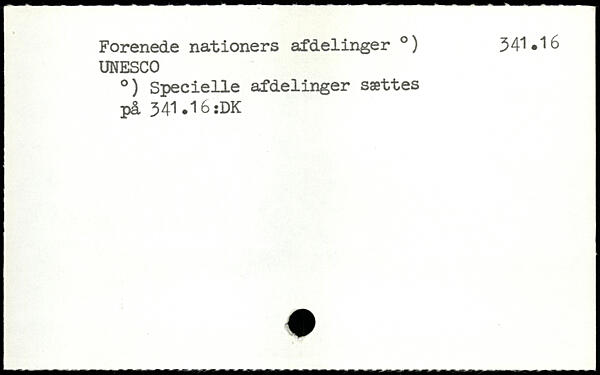 Forenede nationers afdelinger °) 341.16
UNESCO
°) Specielle afdelinger sættes
på 341.16:DK